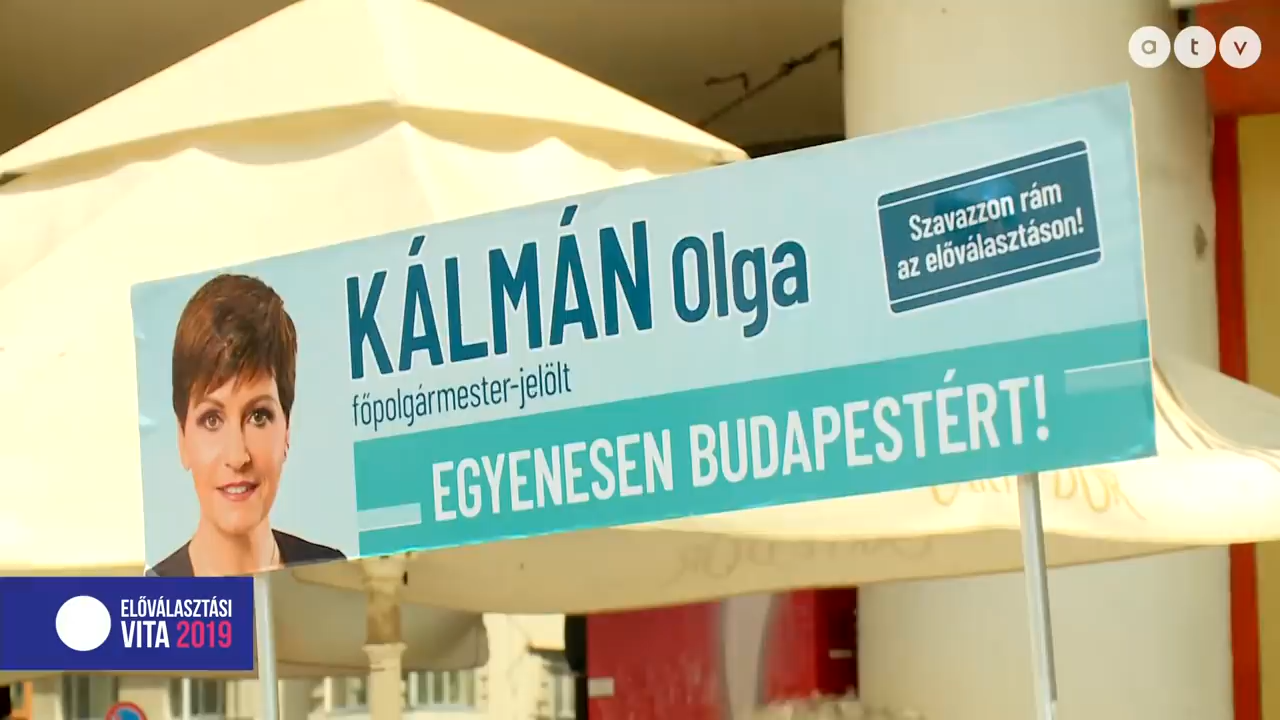 atv
KÁLMÁN Olga
főpolgármester-jelölt
Szavazzon rám
az előválasztáson!
EGYENESEN BUDAPESTÉRT!
ELŐVÁLASZTÁSI
VITA 2019